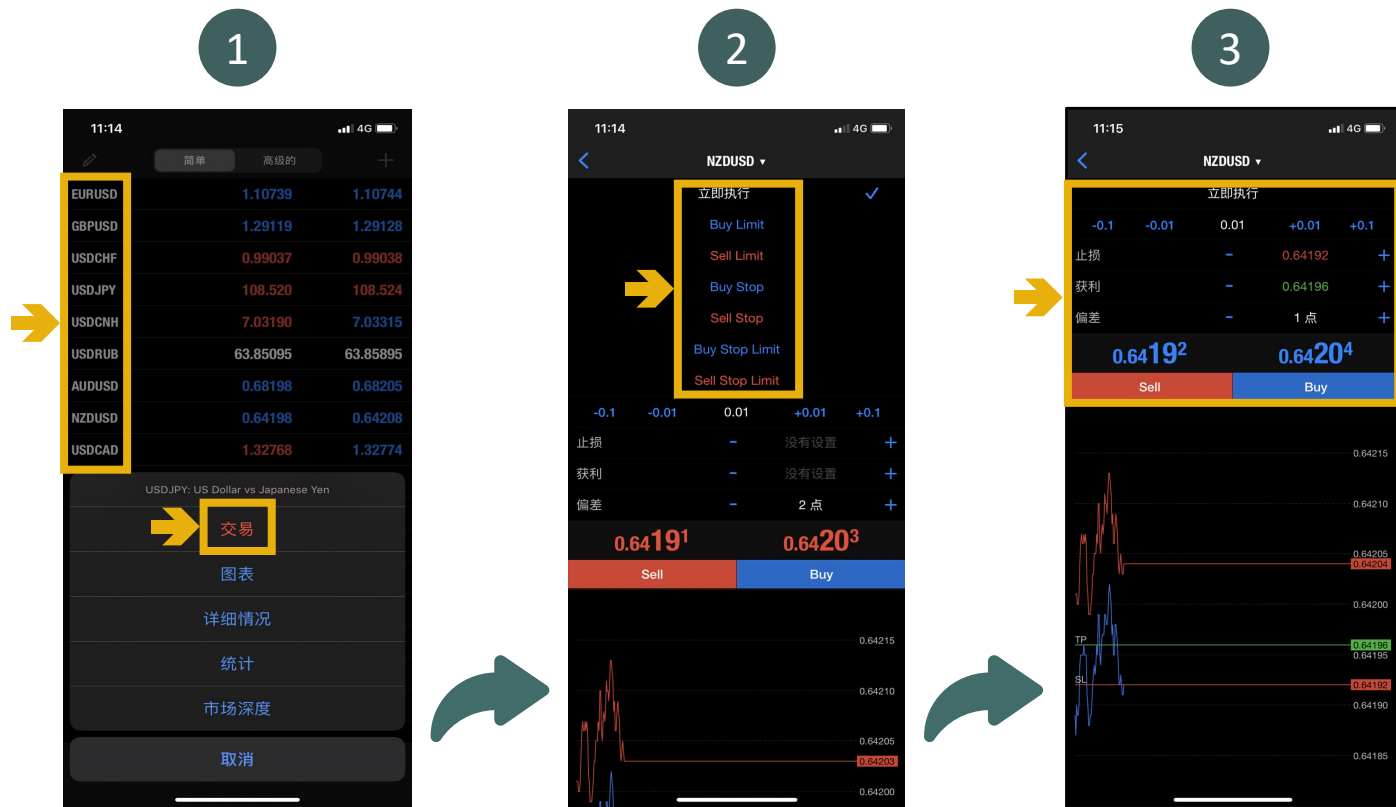 1
2
3
11:14
4G
简单
高级的
EURUSD 1.10739 1.10744
GBPUSD 1.29119 1.29128
USDCHF 0.99037 0.99038
USDJPY 108.520 108.524
USDCNH 7.03190 7.03315
USDRUB 63.85095 63.85895
AUDUSD 0.68198 0.68205
NZDUSD 0.64198 0.64208
USDCAD 1.32768 1.32774
USDJPY: US Dollar vs Japanese Yen
交易
图表
详细情况
统计
市场深度
取消
11:14
4G
NZDUSD
立即执行
Buy Limit
Sell Limit
Buy Stop
Sell Stop
Buy Stop Limit
Sell Stop Limit
-0.1 -0.01 0.01 +0.01 +0.1
止损 - 没有设置 +
获利 - 没有设置 +
偏差 - 2 点 +
0.64191 0.64203
Sell Buy
0.64215
0.64210
0.64205
0.64203
0.64200
11:15
4G
NZDUSD
立即执行
-0.1 -0.01 0.01 +0.01 +0.1
止损 - 0.64192 +
获利 - 0.64196 +
偏差 - 1 点 +
0.64192 0.64204
Sell Buy
0.64215
0.64210
0.64205
0.64204
0.64200
TP 0.64196
0.64195
SL 0.64192
0.64190
0.64185